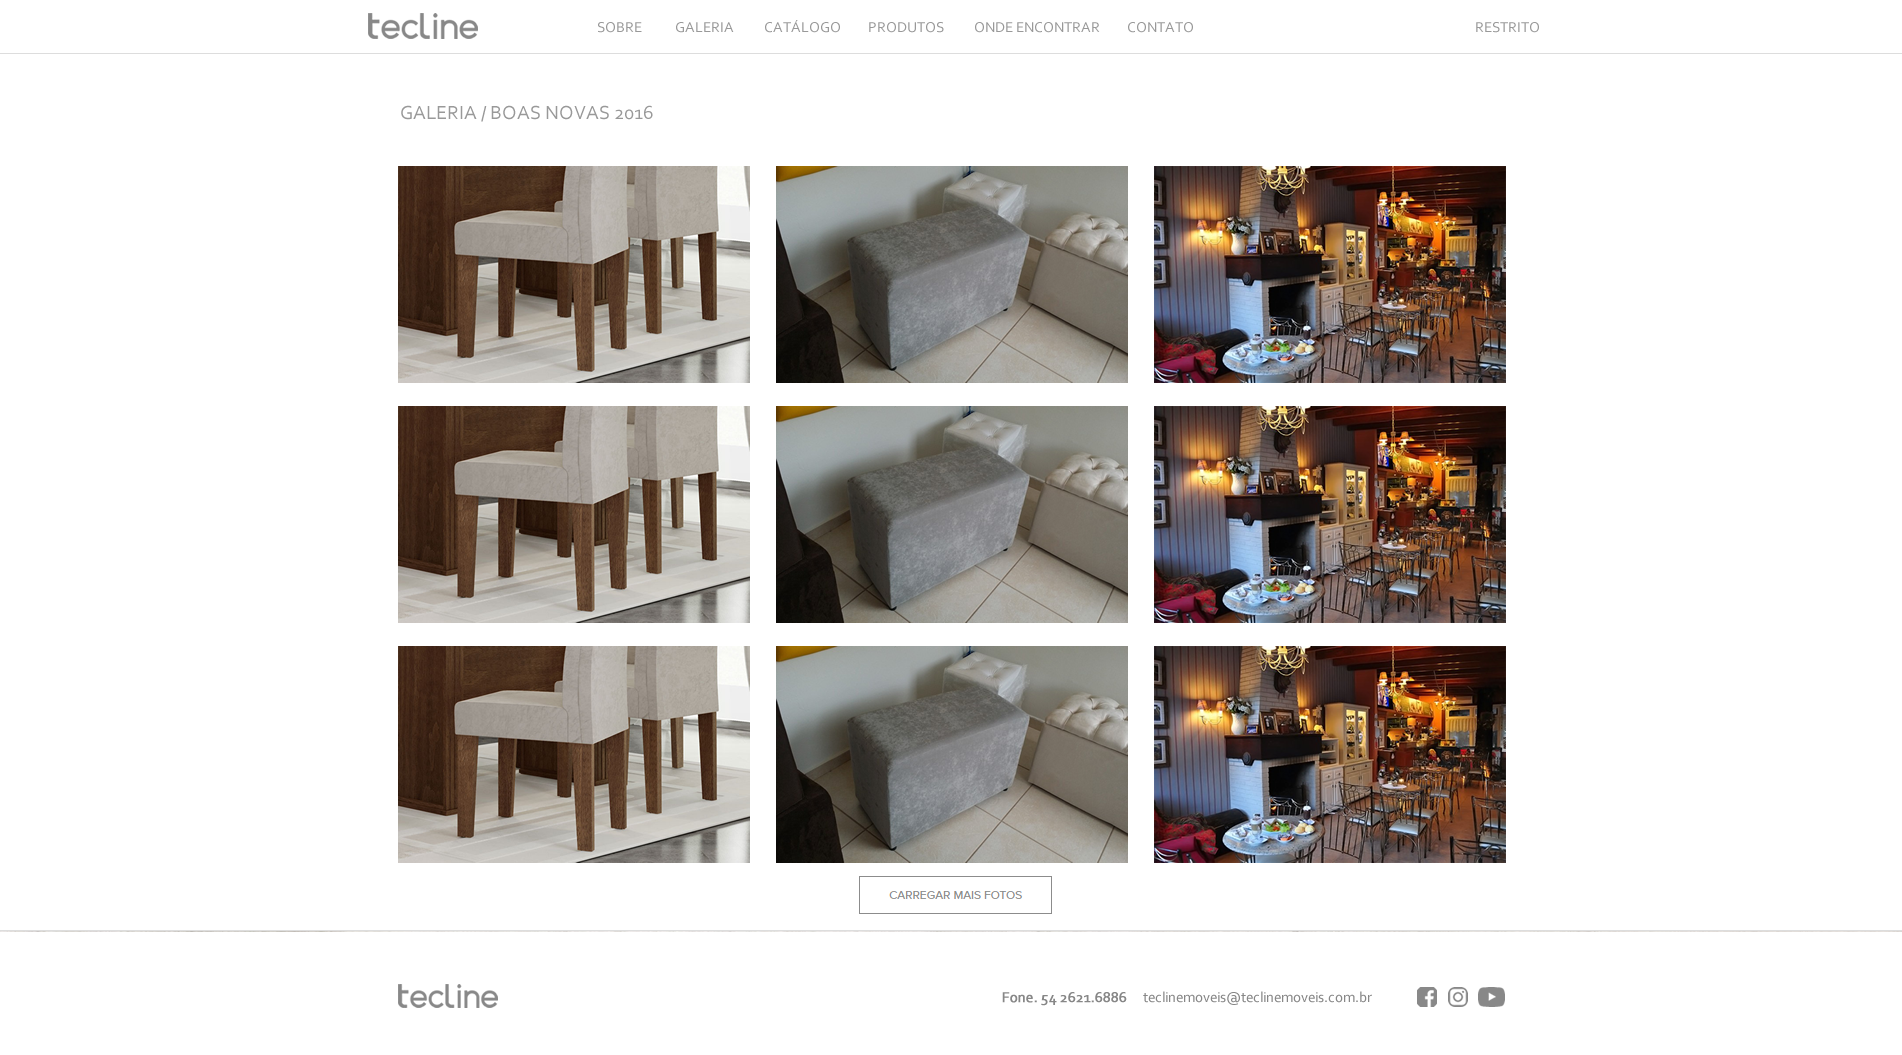 tecline
SOBRE GALERIA CATÁLOGO PRODUTOS ONDE ENCONTRAR CONTATO RESTRITO
GALERIA / BOAS NOVAS 2016
CARREGAR MAIS FOTOS
tecline
Fone. 54 2621.6886 teclinemoveis@teclinemoveis.com.br